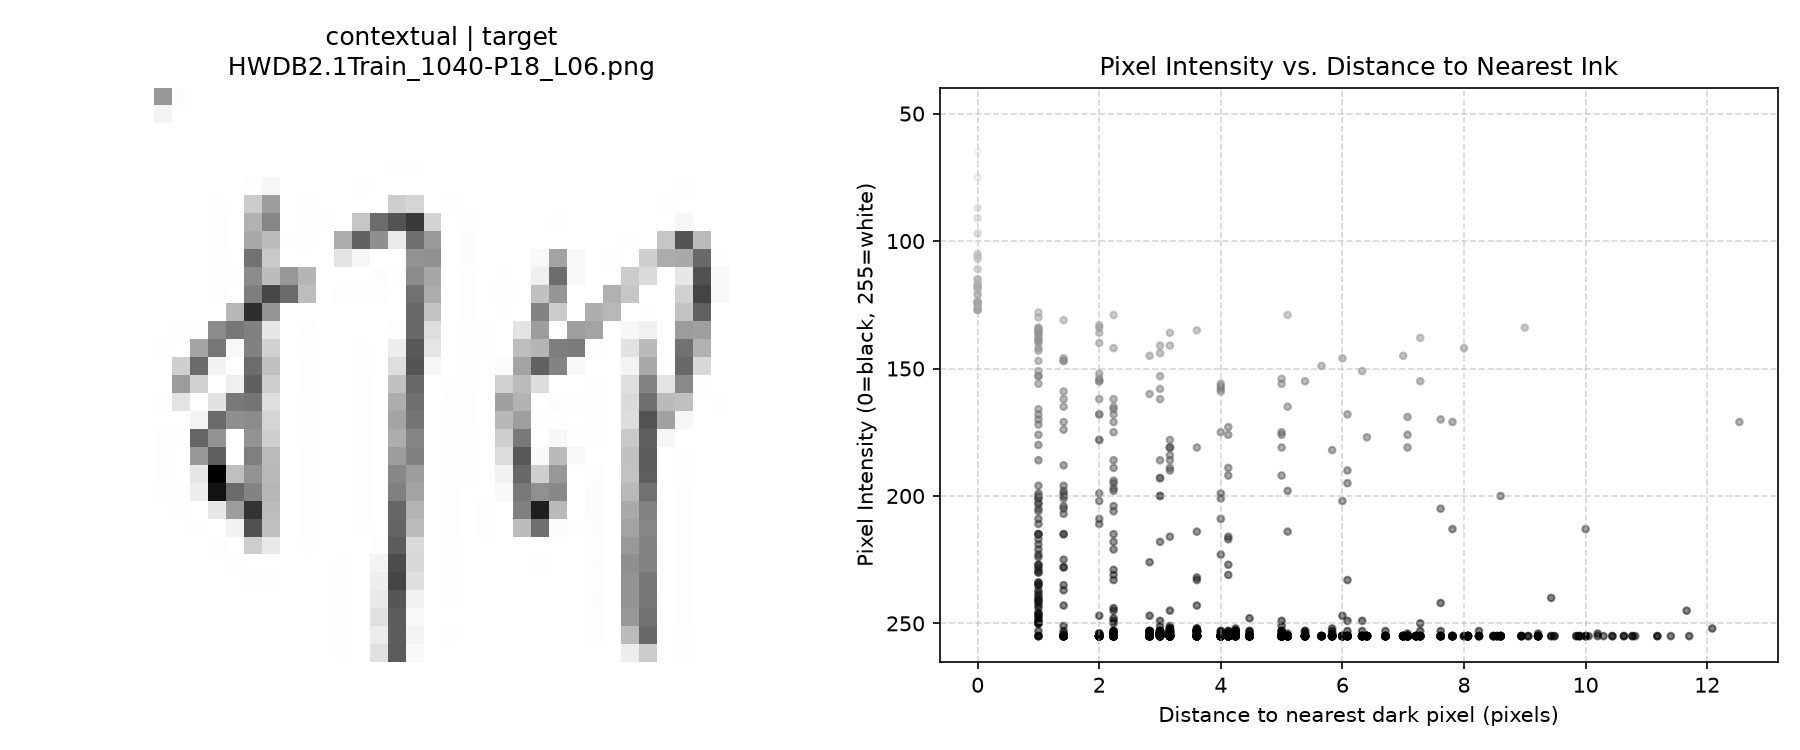 contextual | target
HWDB2.1Train_1040-P18_L06.png
Pixel Intensity vs. Distance to Nearest Ink
Pixel Intensity (0=black, 255=white)
50
100
150
200
250
0 2 4 6 8 10 12
Distance to nearest dark pixel (pixels)